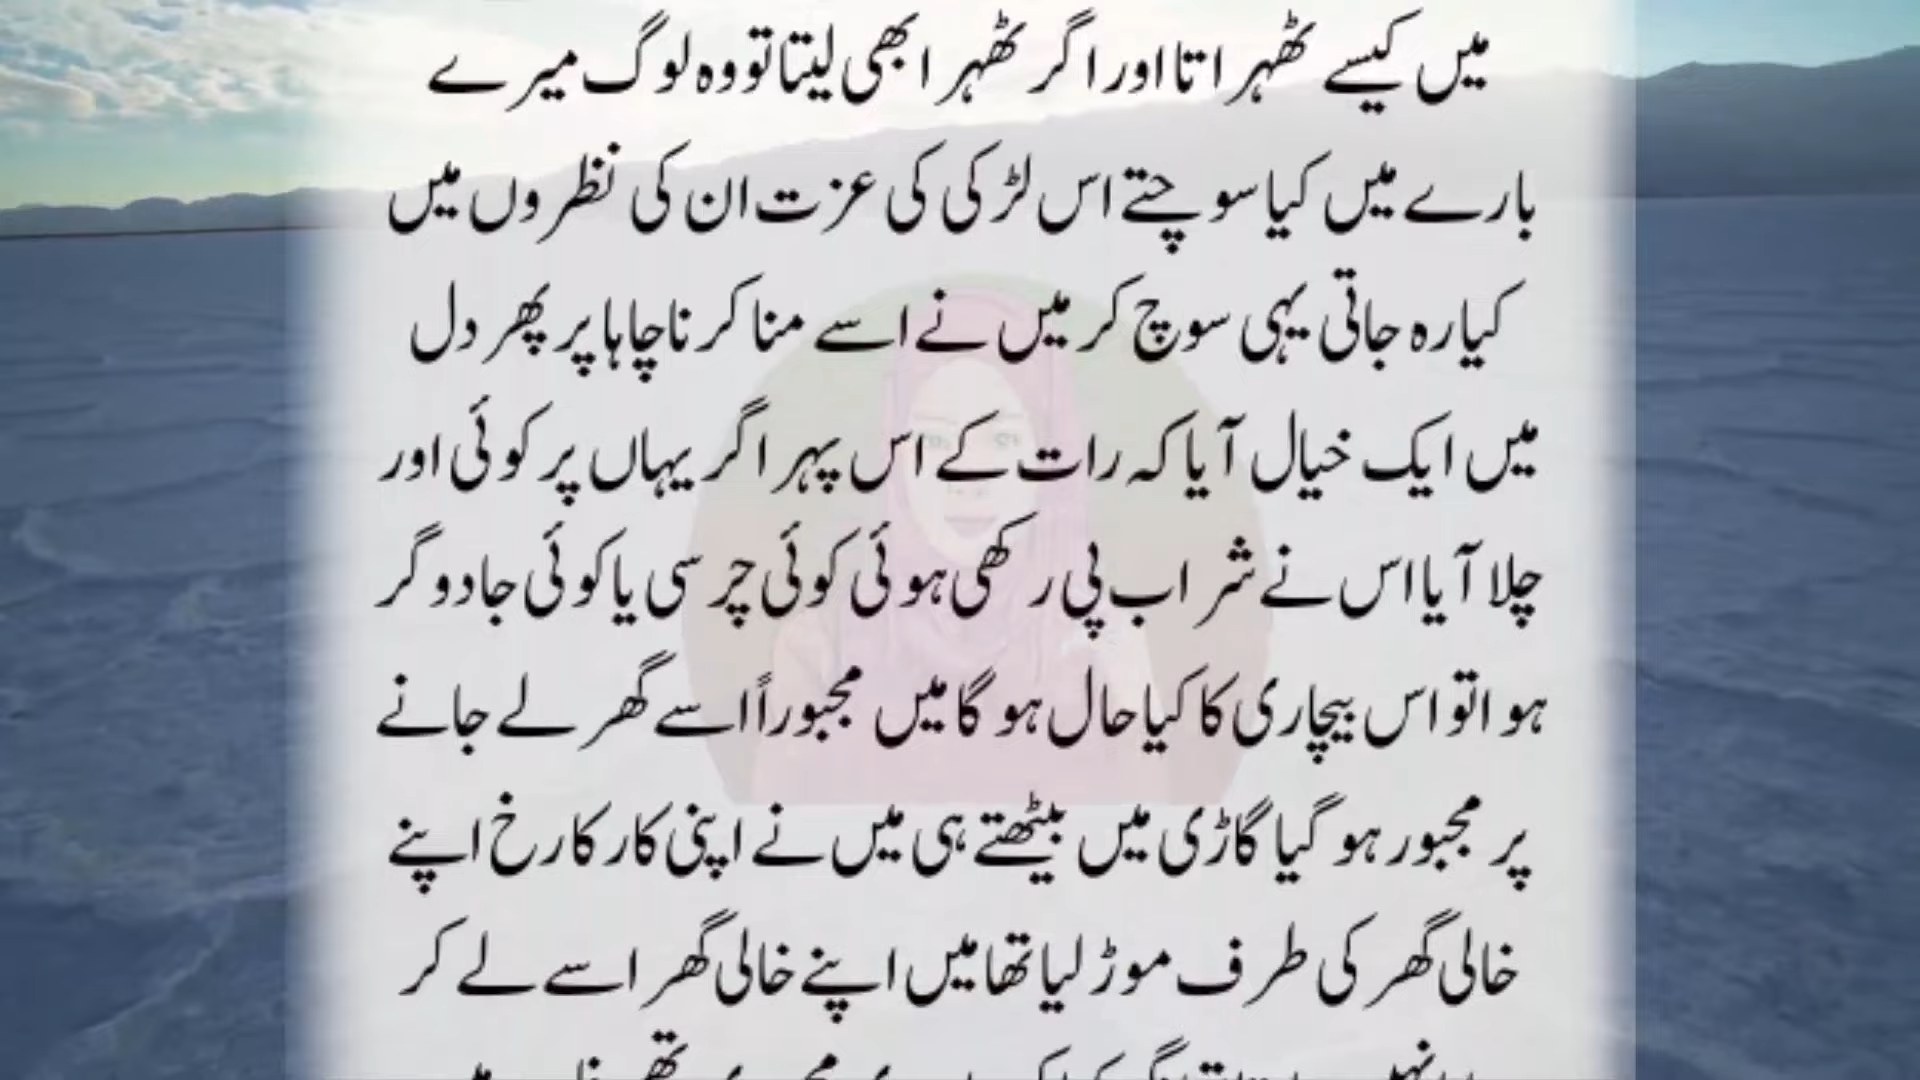 میں کیسے ٹھہراتا اور اگر ٹھہرا بھی لیتا تو وہ لوگ میرے
بارے میں کیا سوچتے اس لڑکی کی عزت ان کی نظروں میں
کیا رہ جاتی یہی سوچ کر میں نے اسے منا کرنا چاہا پر پھر دل
میں ایک خیال آیا کہ رات کے اس پہر اگر یہاں پر کوئی اور
چلا آیا اس نے شراب پی رکھی ہوئی کوئی چرسی یا کوئی جادوگر
ہوا تو اس بیچاری کا کیا حال ہو گا میں مجبوراً اسے گھر لے جانے
پر مجبور ہو گیا گاڑی میں بیٹھتے ہی میں نے اپنی کار کا رخ اپنے
خالی گھر کی طرف موڑ لیا تھا میں اپنے خالی گھر اسے لے کر